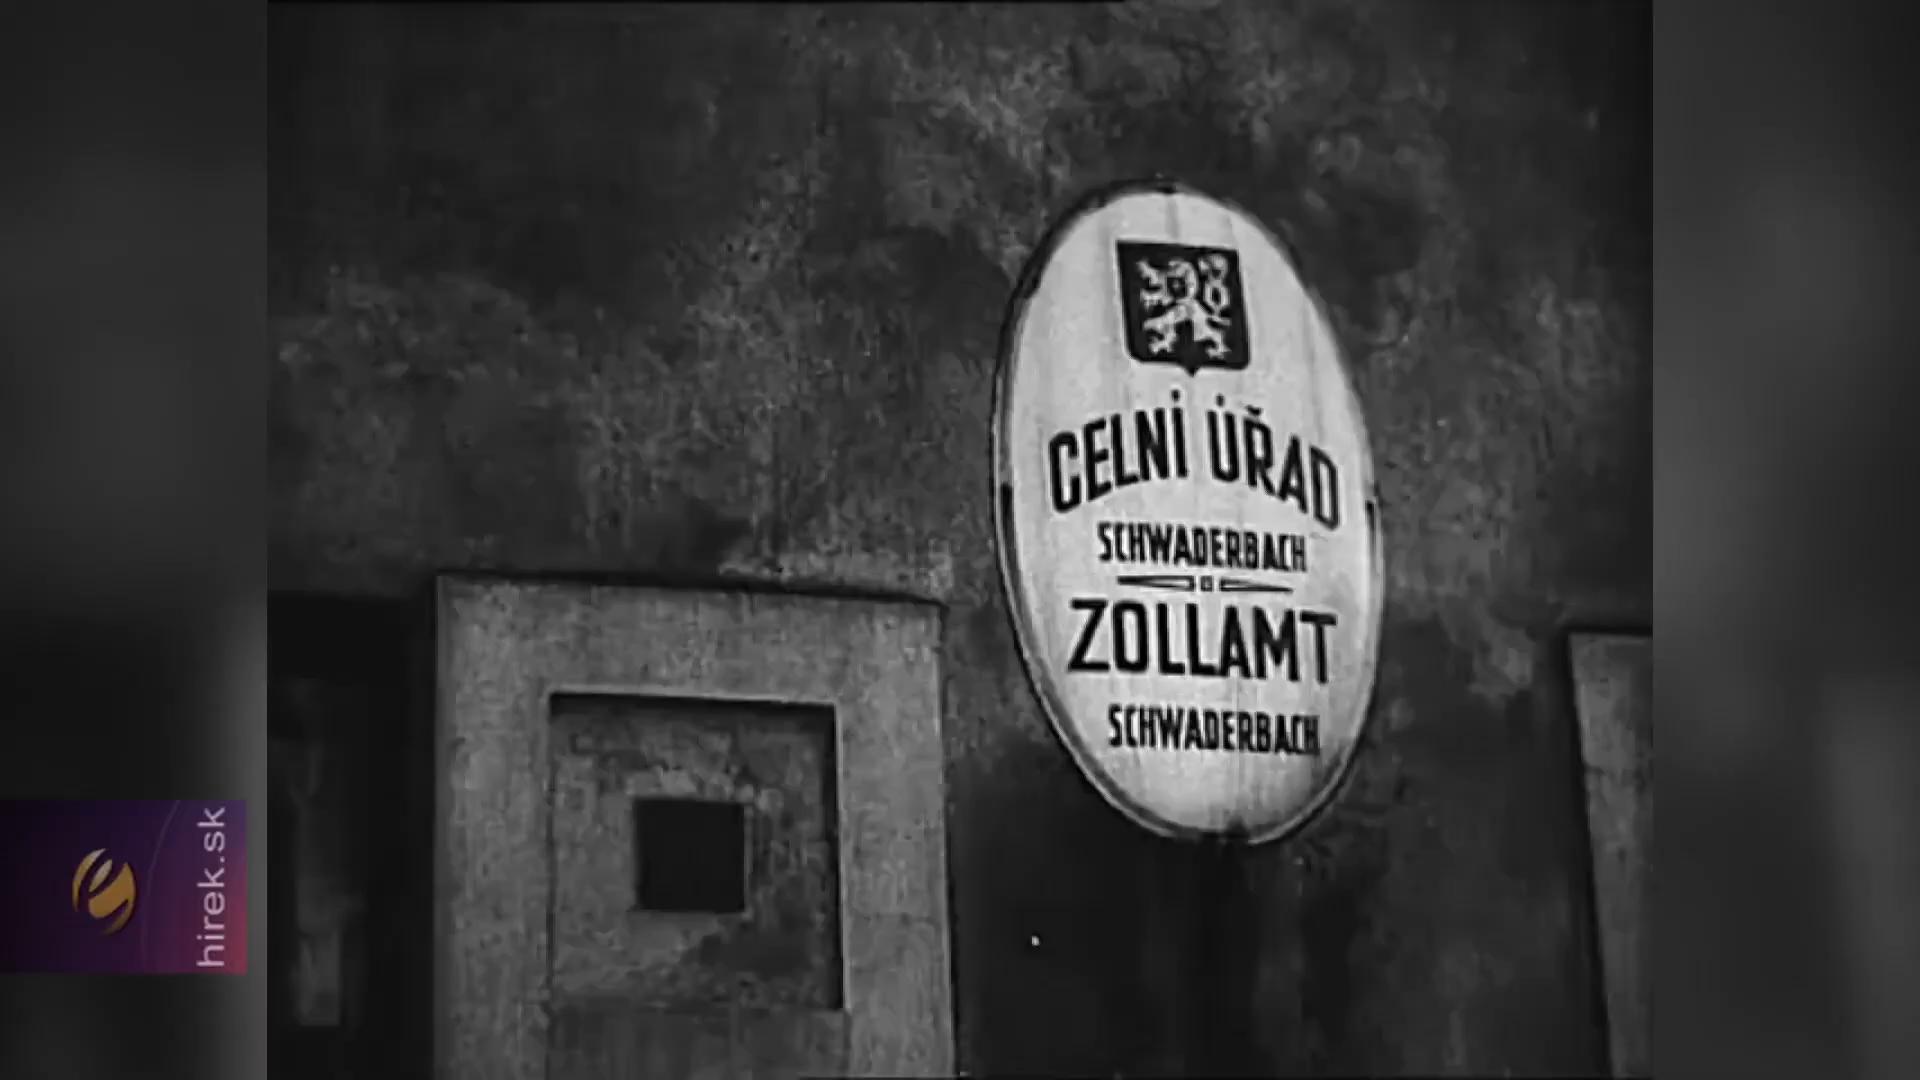 CELNÍ ÚŘAD
SCHWADERBACH
ZOLLAMT
SCHWADERBACH
hirek.sk